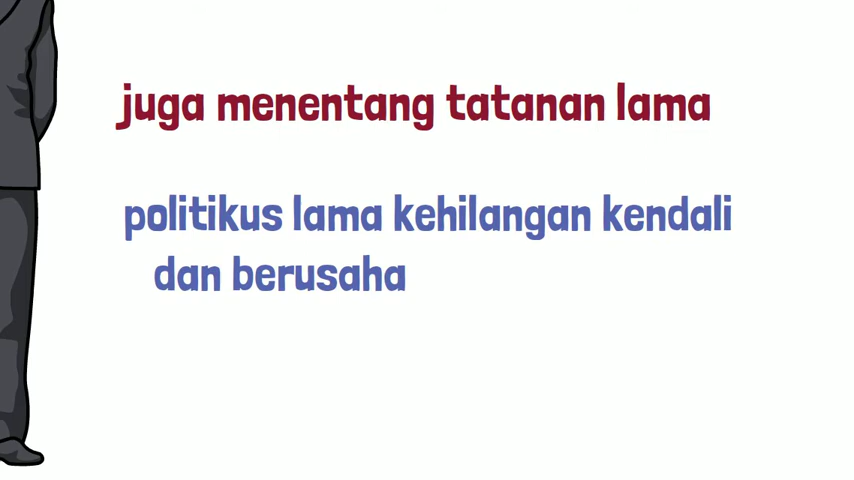 juga menentang tatanan lama
politikus lama kehilangan kendali
dan berusaha